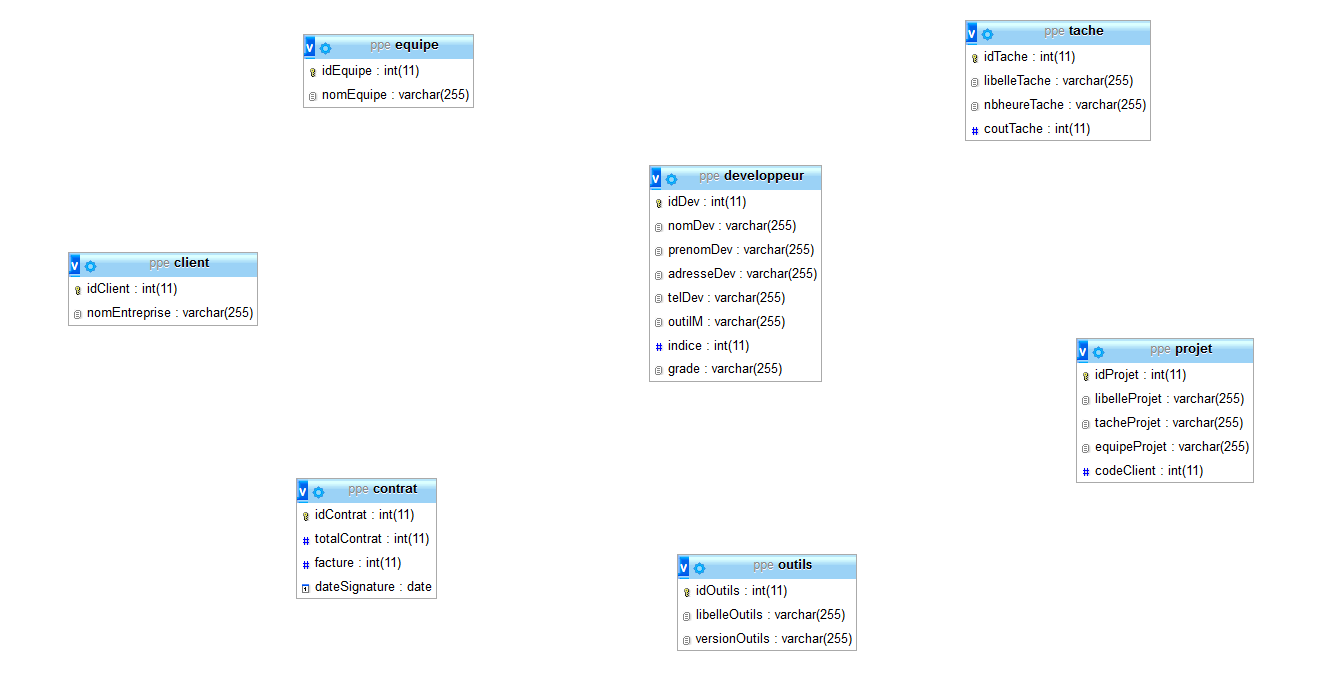 ppe equipe
idEquipe : int(11)
nomEquipe : varchar(255)
ppe tache
idTache : int(11)
libelleTache : varchar(255)
nbheureTache : varchar(255)
# coutTache : int(11)
ppe developpeur
idDev : int(11)
nomDev : varchar(255)
prenomDev : varchar(255)
adresseDev : varchar(255)
telDev : varchar(255)
outilM : varchar(255)
# indice : int(11)
grade : varchar(255)
ppe client
idClient : int(11)
nomEntreprise : varchar(255)
ppe projet
idProjet : int(11)
libelleProjet : varchar(255)
tacheProjet : varchar(255)
equipeProjet : varchar(255)
# codeClient : int(11)
ppe contrat
idContrat : int(11)
# totalContrat : int(11)
# facture : int(11)
dateSignature : date
ppe outils
idOutils : int(11)
libelleOutils : varchar(255)
versionOutils : varchar(255)